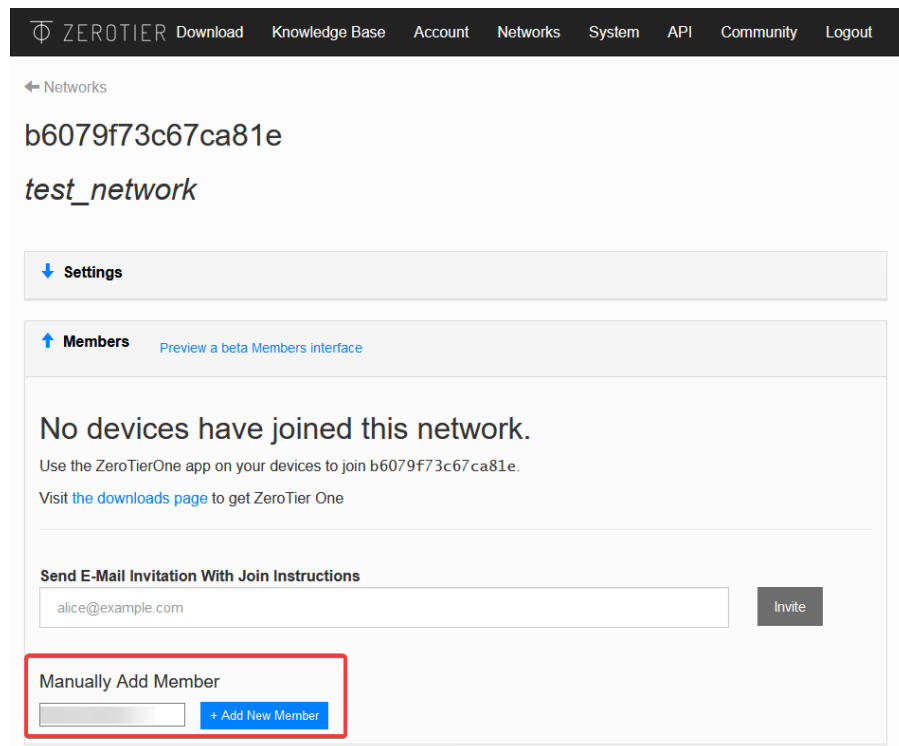 ZEROTIER Download Knowledge Base Account Networks System API Community Logout
Networks
b6079f73c67ca81e
test_network
Settings
Members Preview a beta Members interface
No devices have joined this network.
Use the ZeroTierOne app on your devices to join b6079f73c67ca81e.
Visit the downloads page to get ZeroTier One
Send E-Mail Invitation With Join Instructions
alice@example.com Invite
Manually Add Member
+ Add New Member